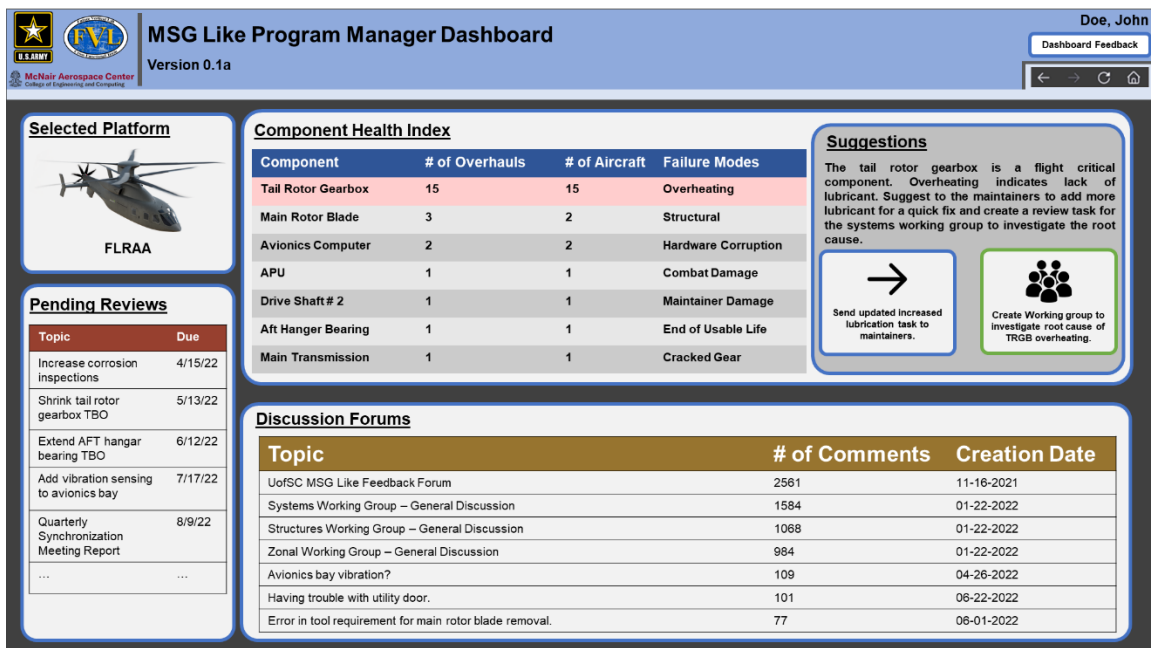 MSG Like Program Manager Dashboard
Version 0.1a
U.S.ARMY
FVL
McNair Aerospace Center
College of Engineering and Computing
Doe, John
Dashboard Feedback
Selected Platform
FLRAA
Pending Reviews
Topic Due
Increase corrosion 4/15/22
inspections
Shrink tail rotor 5/13/22
gearbox TBO
Extend AFT hangar 6/12/22
bearing TBO
Add vibration sensing 7/17/22
to avionics bay
Quarterly 8/9/22
Synchronization
Meeting Report
... ...
Component Health Index
Component # of Overhauls # of Aircraft Failure Modes
Tail Rotor Gearbox 15 15 Overheating
Main Rotor Blade 3 2 Structural
Avionics Computer 2 2 Hardware Corruption
APU 1 1 Combat Damage
Drive Shaft # 2 1 1 Maintainer Damage
Aft Hanger Bearing 1 1 End of Usable Life
Main Transmission 1 1 Cracked Gear
Suggestions
The tail rotor gearbox is a flight critical
component. Overheating indicates lack of
lubricant. Suggest to the maintainers to add more
lubricant for a quick fix and create a review task for
the systems working group to investigate the root
cause.
Send updated increased
lubrication task to
maintainers.
Create Working group to
investigate root cause of
TRGB overheating.
Discussion Forums
Topic # of Comments Creation Date
UofSC MSG Like Feedback Forum 2561 11-16-2021
Systems Working Group – General Discussion 1584 01-22-2022
Structures Working Group – General Discussion 1068 01-22-2022
Zonal Working Group – General Discussion 984 01-22-2022
Avionics bay vibration? 109 04-26-2022
Having trouble with utility door. 101 06-22-2022
Error in tool requirement for main rotor blade removal. 77 06-01-2022